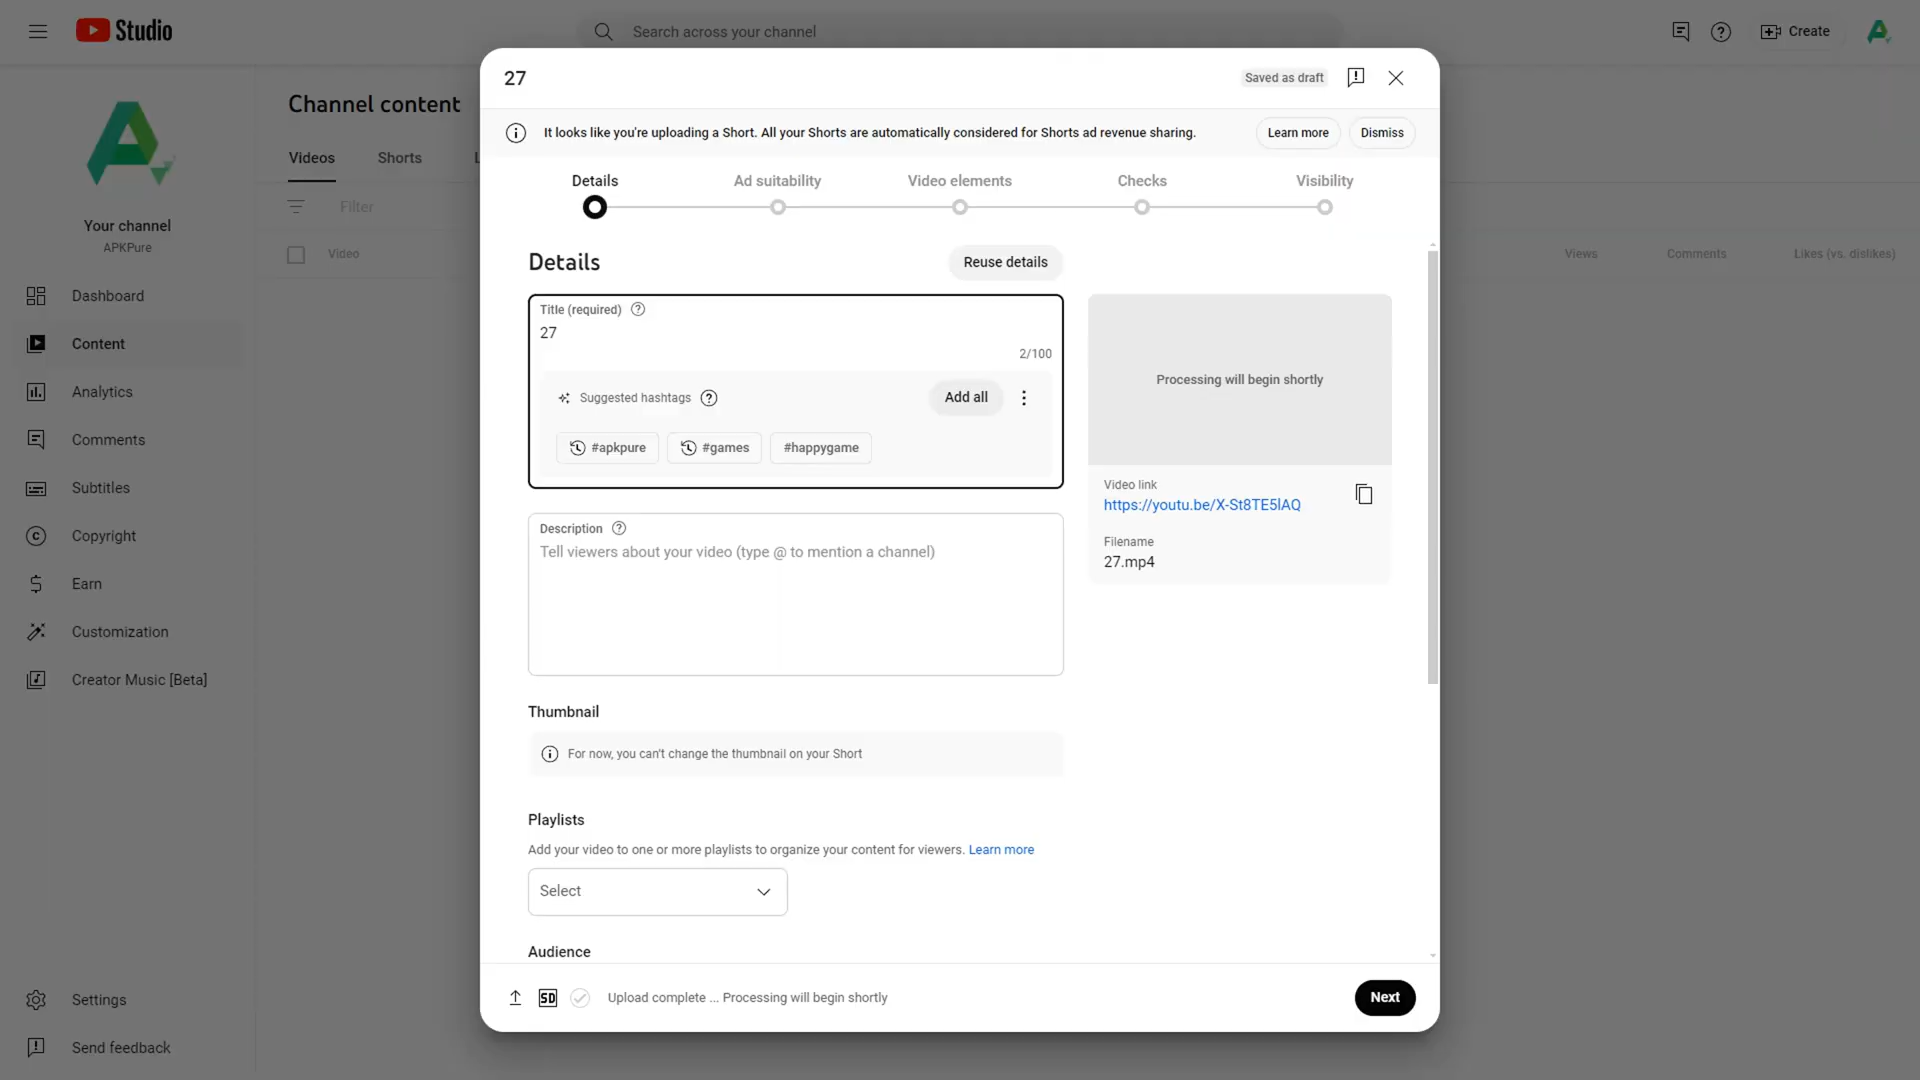 Studio
Search across your channel
Create
Your channel
APKPure
Dashboard
Content
Analytics
Comments
Subtitles
Copyright
Earn
Customization
Creator Music [Beta]
Settings
Send feedback
Channel content
Videos
Shorts
Filter
Video
Views
Comments
Likes (vs. dislikes)
27
Saved as draft
It looks like you're uploading a Short. All your Shorts are automatically considered for Shorts ad revenue sharing.
Learn more
Dismiss
Details
Ad suitability
Video elements
Checks
Visibility
Details
Reuse details
Title (required)
27
2/100
Suggested hashtags
Add all
#apkpure
#games
#happygame
Description
Tell viewers about your video (type @ to mention a channel)
Thumbnail
For now, you can't change the thumbnail on your Short
Playlists
Add your video to one or more playlists to organize your content for viewers. Learn more
Select
Audience
Processing will begin shortly
Video link
https://youtu.be/X-St8TE5lAQ
Filename
27.mp4
SD
Upload complete ... Processing will begin shortly
Next